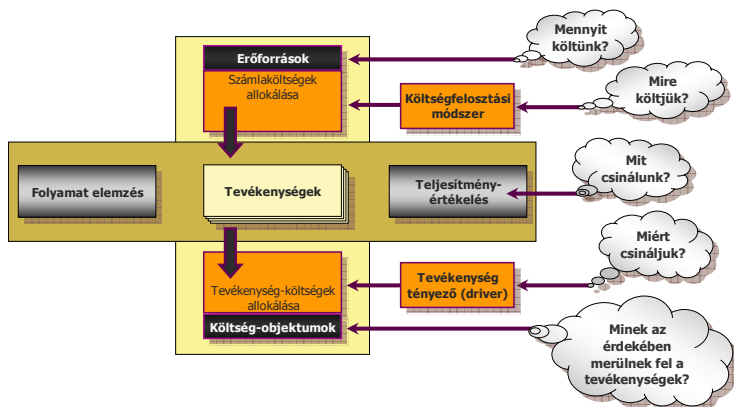 Mennyit
költünk?
Erőforrások
Számlaköltségek
allokálása
Költségfelosztási
módszer
Mire
költjük?
Folyamat elemzés
Tevékenységek
Teljesítmény-
értékelés
Mit
csinálunk?
Miért
csináljuk?
Tevékenység-költségek
allokálása
Tevékenység
tényező (driver)
Költség-objektumok
Minek az
érdekében
merülnek fel a
tevékenységek?